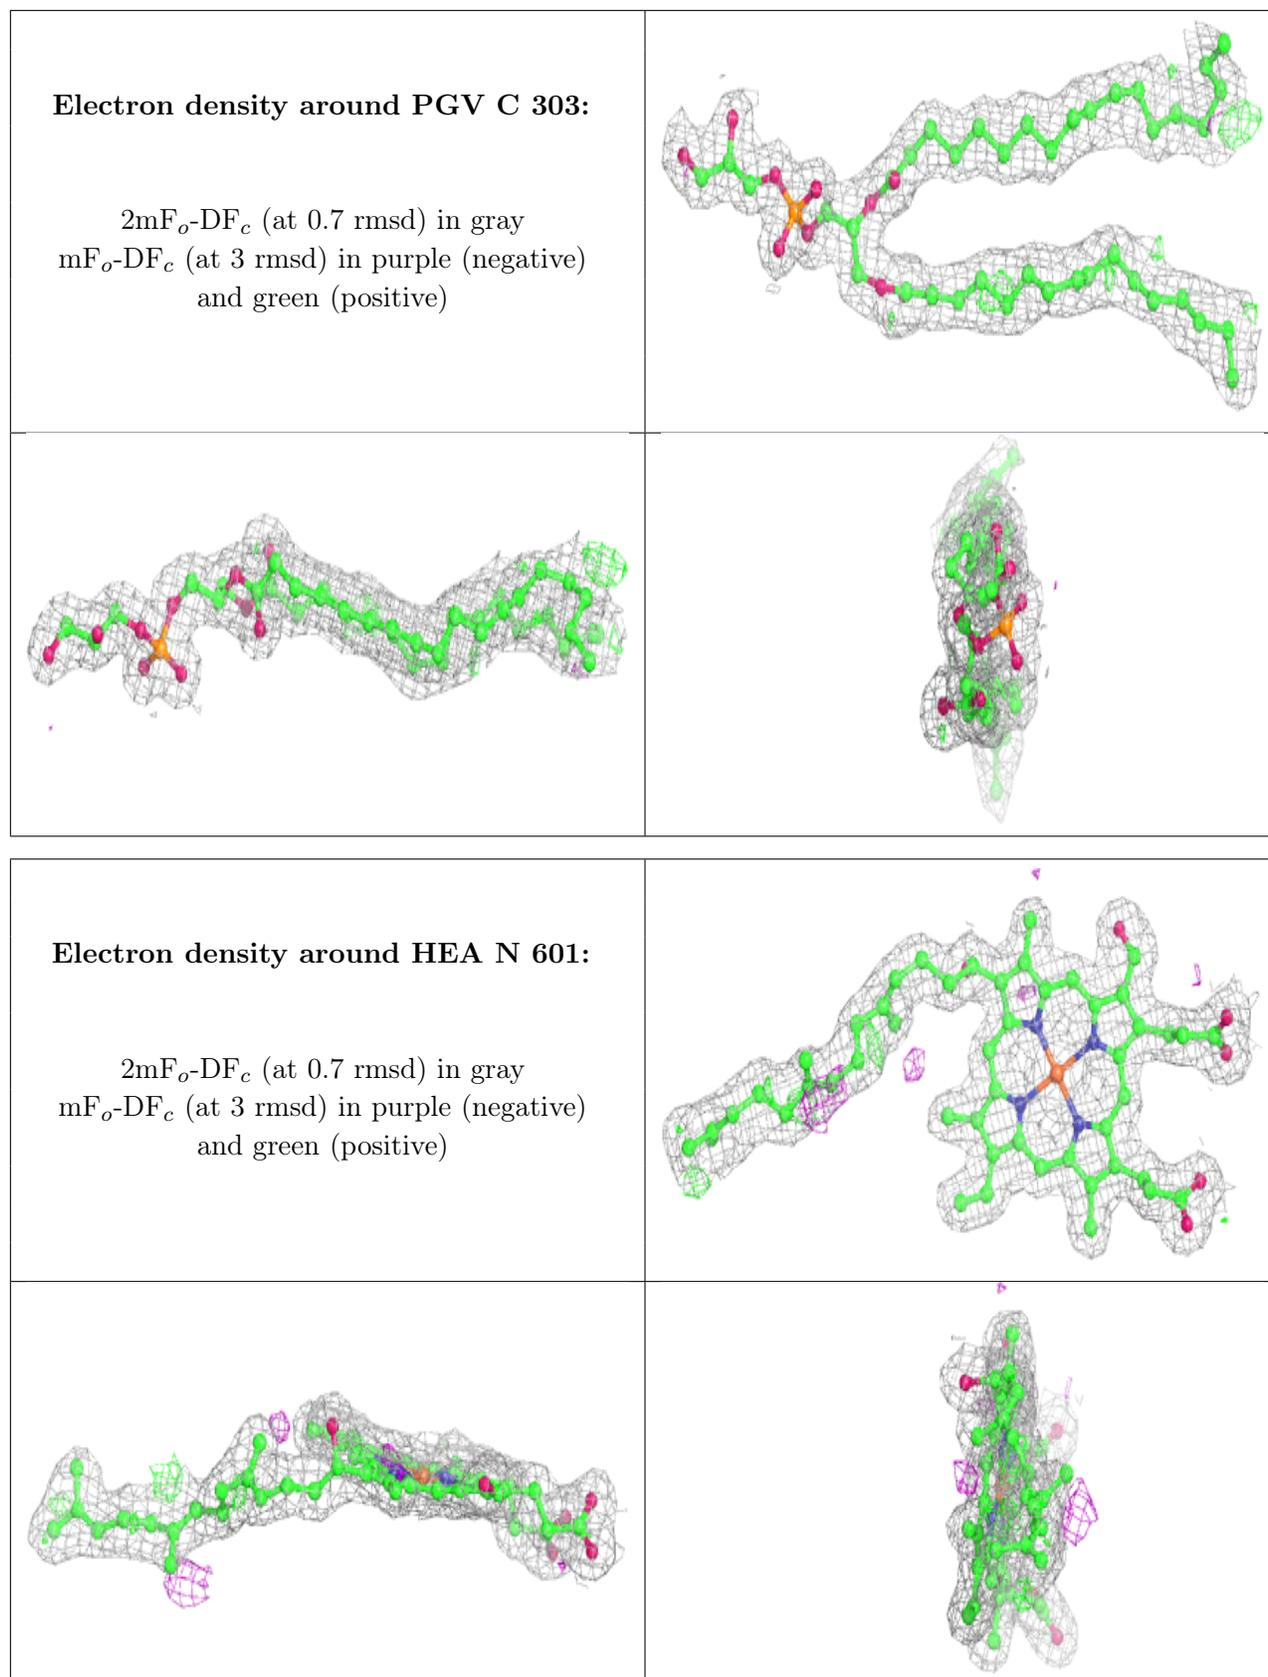 Electron density around PGV C 303:
2mFo-DFc (at 0.7 rmsd) in gray
mFo-DFc (at 3 rmsd) in purple (negative)
and green (positive)
Electron density around HEA N 601:
2mFo-DFc (at 0.7 rmsd) in gray
mFo-DFc (at 3 rmsd) in purple (negative)
and green (positive)